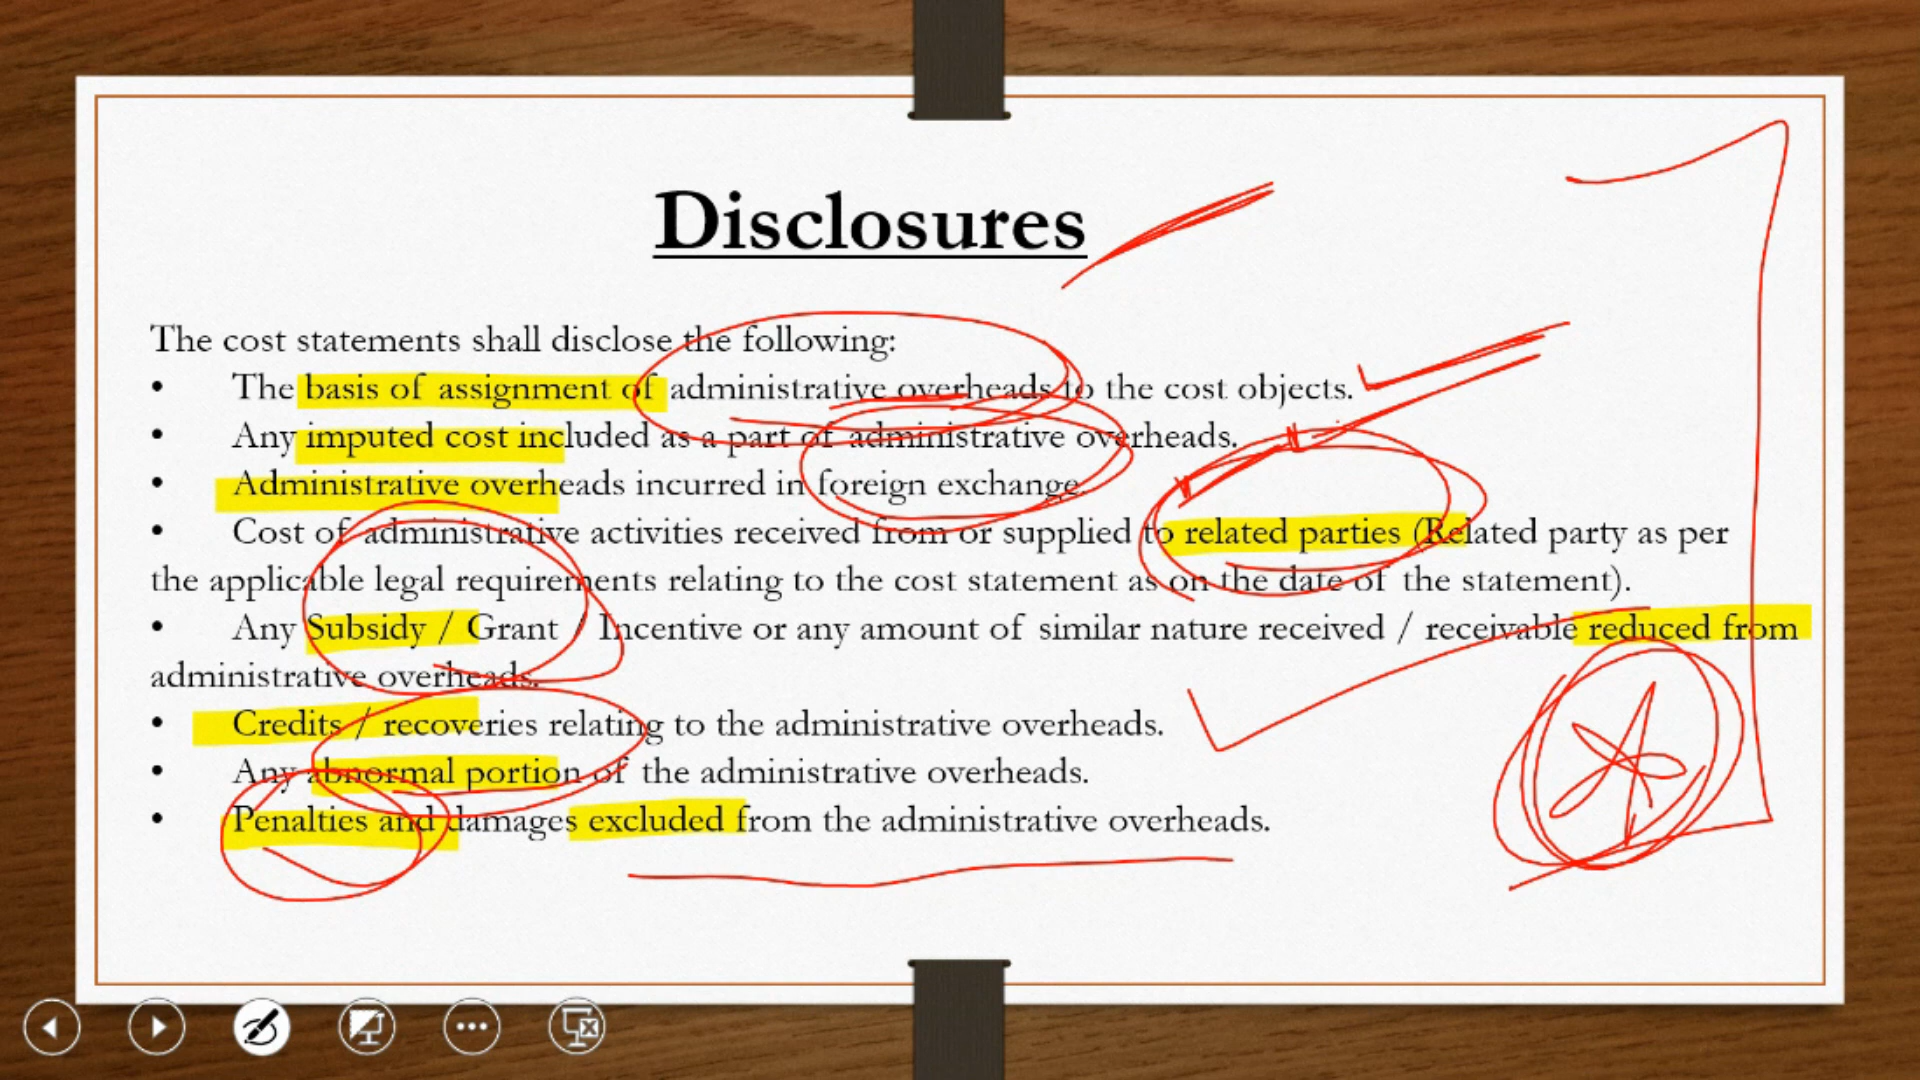 Disclosures
The cost statements shall disclose the following:
• The basis of assignment of administrative overheads to the cost objects.
• Any imputed cost included as a part of administrative overheads.
• Administrative overheads incurred in foreign exchange.
• Cost of administrative activities received from or supplied to related parties (Related party as per
the applicable legal requirements relating to the cost statement as on the date of the statement).
• Any Subsidy / Grant / Incentive or any amount of similar nature received / receivable reduced from
administrative overheads.
• Credits / recoveries relating to the administrative overheads.
• Any abnormal portion of the administrative overheads.
• Penalties and damages excluded from the administrative overheads.